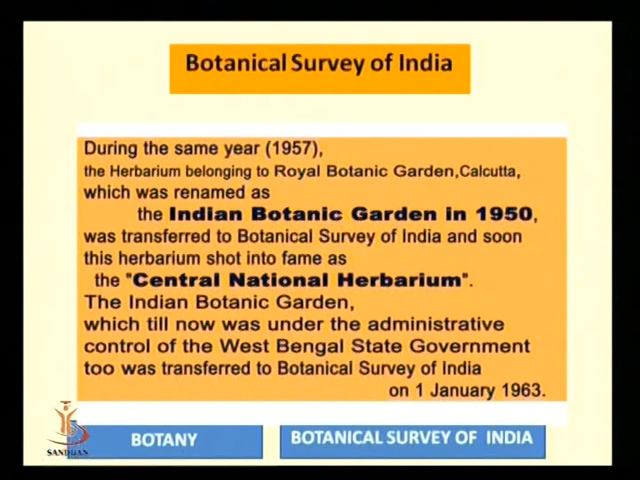 Botanical Survey of India
During the same year (1957),
the Herbarium belonging to Royal Botanic Garden,Calcutta,
which was renamed as
the Indian Botanic Garden in 1950,
was transferred to Botanical Survey of India and soon
this herbarium shot into fame as
the "Central National Herbarium".
The Indian Botanic Garden,
which till now was under the administrative
control of the West Bengal State Government
too was transferred to Botanical Survey of India
on 1 January 1963.
SANDHAN
BOTANY
BOTANICAL SURVEY OF INDIA